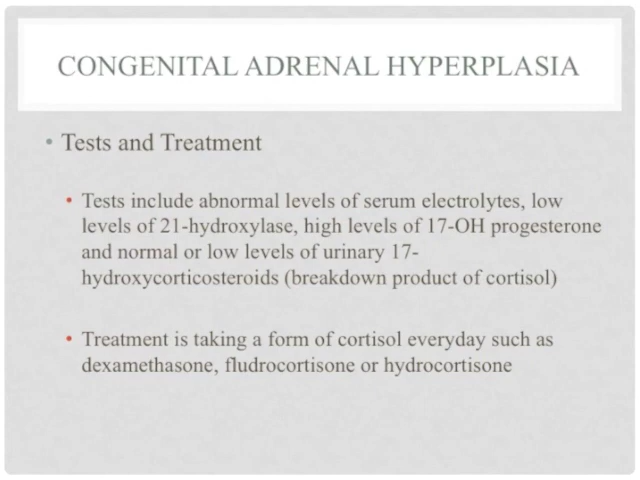 CONGENITAL ADRENAL HYPERPLASIA
• Tests and Treatment
• Tests include abnormal levels of serum electrolytes, low
levels of 21-hydroxylase, high levels of 17-OH progesterone
and normal or low levels of urinary 17-
hydroxycorticosteroids (breakdown product of cortisol)
• Treatment is taking a form of cortisol everyday such as
dexamethasone, fludrocortisone or hydrocortisone